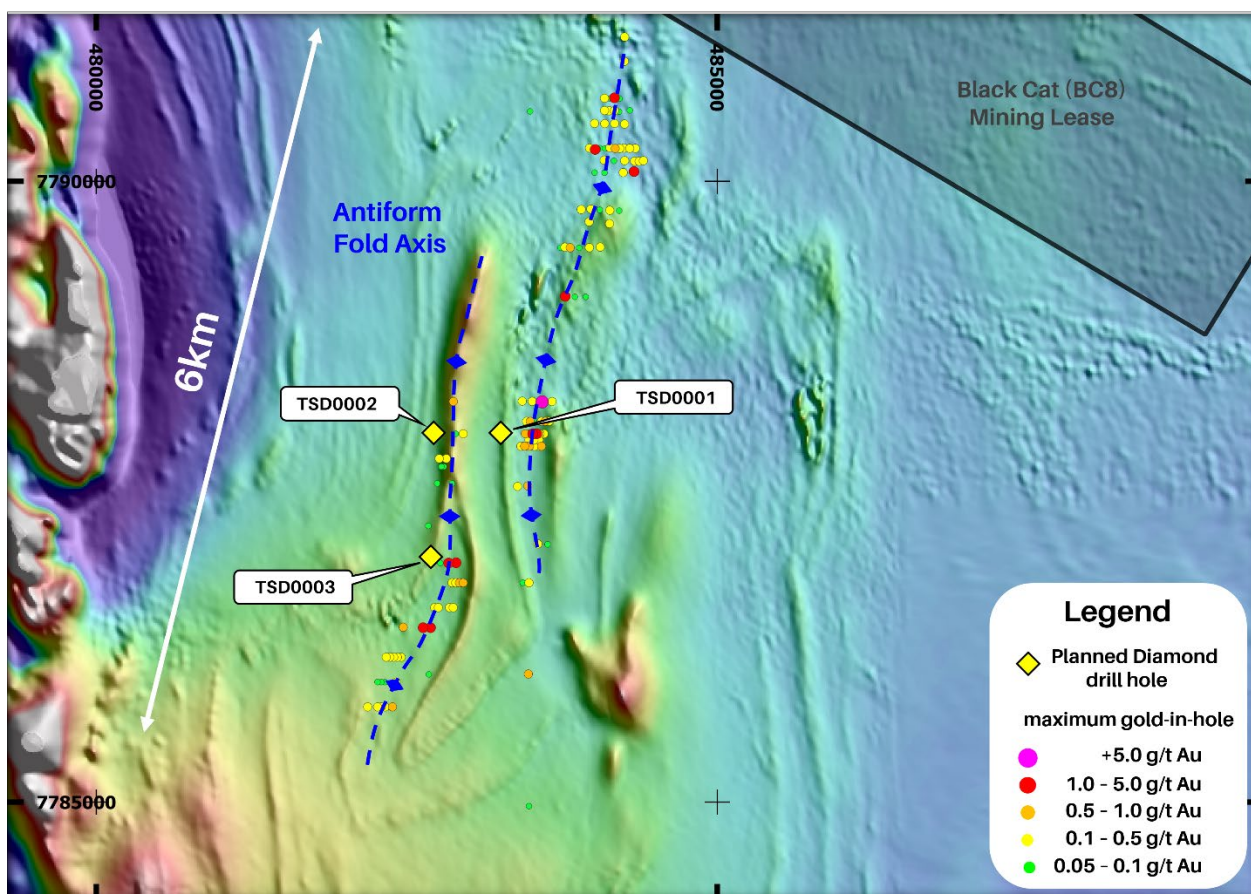 480000
485000
Black Cat (BC8)
Mining Lease
7790000
Antiform
Fold Axis
6km
TSD0002
TSD0001
TSD0003
7785000
Legend
Planned Diamond
drill hole
maximum gold-in-hole
+5.0 g/t Au
1.0 - 5.0 g/t Au
0.5 - 1.0 g/t Au
0.1 - 0.5 g/t Au
0.05 - 0.1 g/t Au